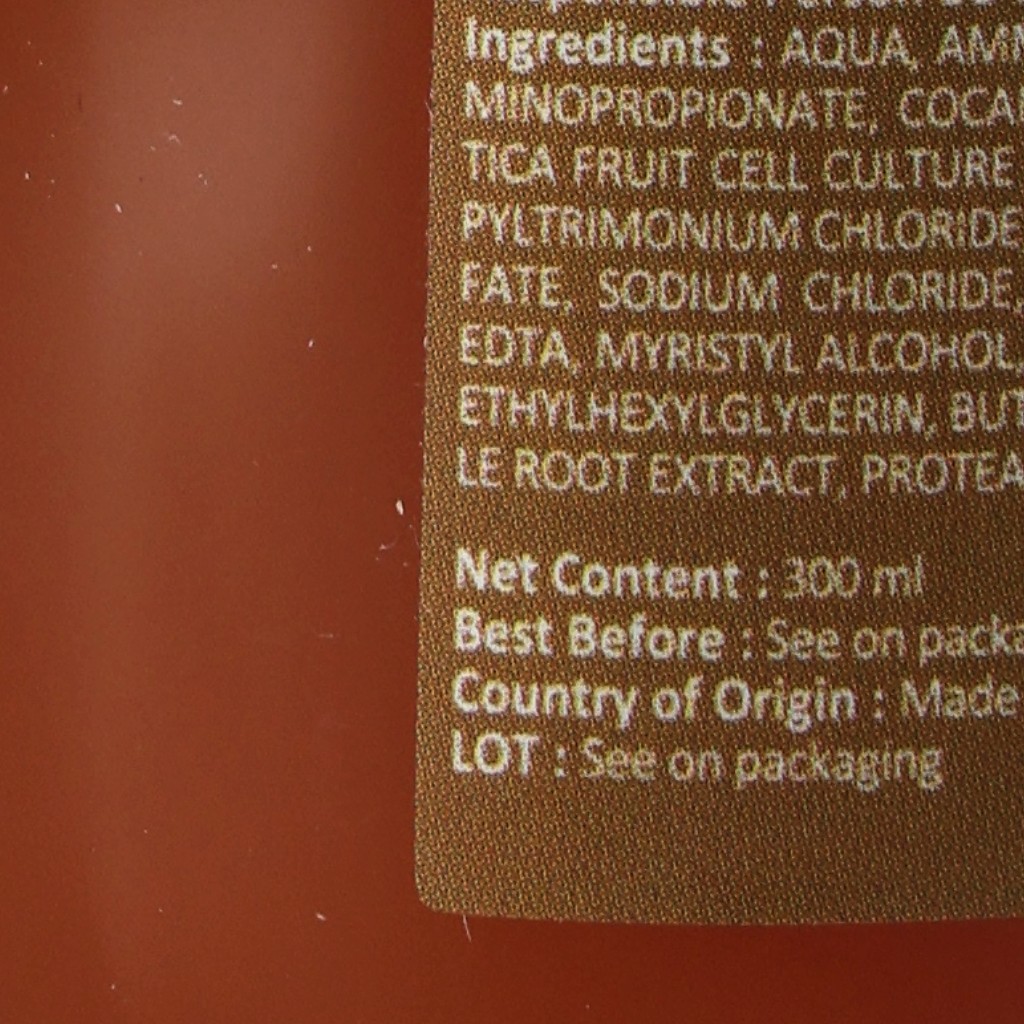 Ingredients : AQUA, AMM
MINOPROPIONATE, COCA
TICA FRUIT CELL CULTURE
PYLTRIMONIUM CHLORIDE
FATE, SODIUM CHLORIDE,
EDTA, MYRISTYL ALCOHOL,
ETHYLHEXYLGLYCERIN, BUT
LE ROOT EXTRACT, PROTEA
Net Content : 300 ml
Best Before : See on packa
Country of Origin : Made
LOT : See on packaging